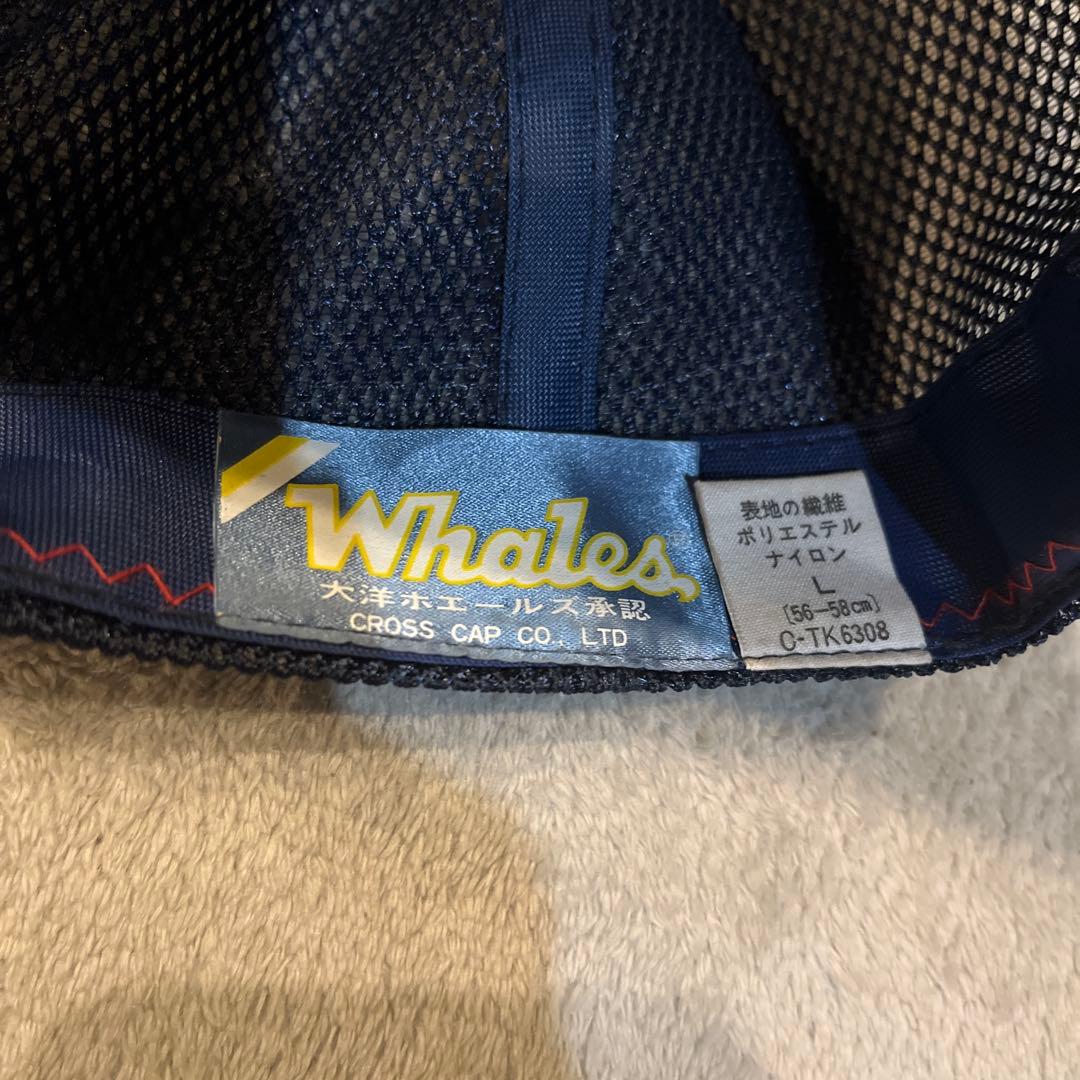 Whales
大洋ホエールズ承認
CROSS CAP CO., LTD
表地の繊維
ポリエステル
ナイロン
L
(56-58cm)
C-TK6308